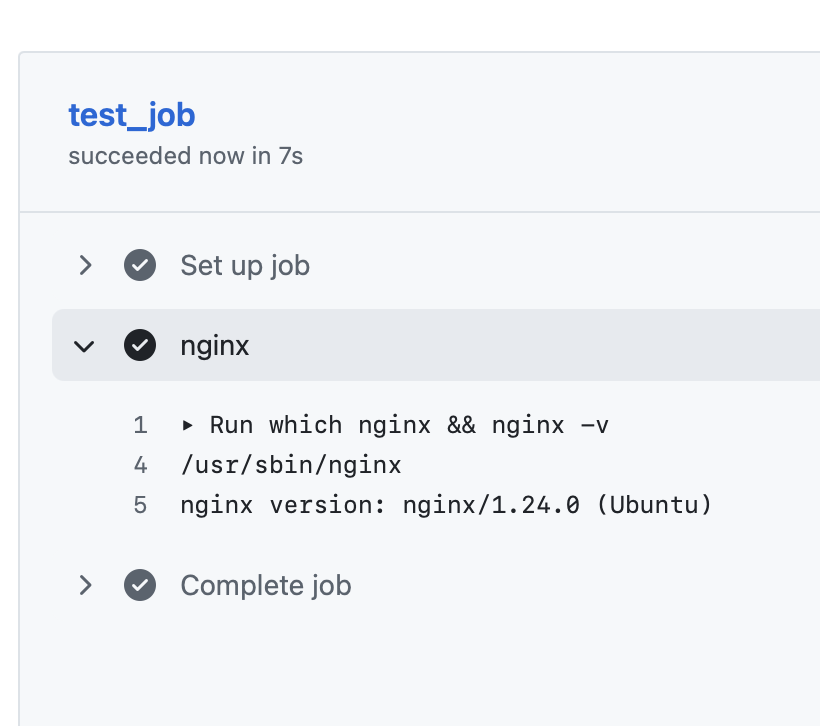 test_job
succeeded now in 7s
Set up job
nginx
1 ▸ Run which nginx && nginx -v
4 /usr/sbin/nginx
5 nginx version: nginx/1.24.0 (Ubuntu)
Complete job